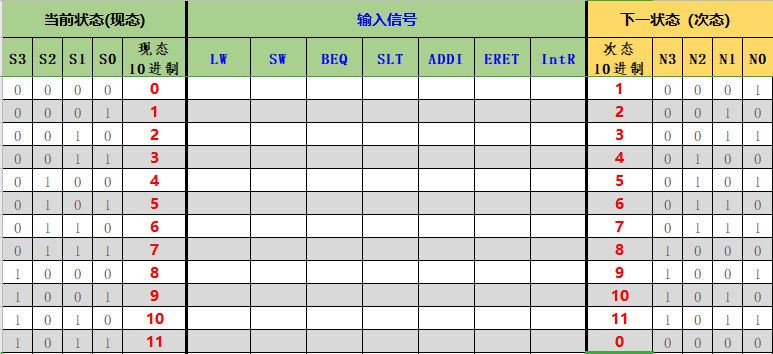 当前状态(现态) 输入信号 下一状态 (次态)
S3 S2 S1 S0 现态 10进制 LW SW BEQ SLT ADDI ERET IntR 次态 10进制 N3 N2 N1 N0
0 0 0 0 0 1 0 0 0 1
0 0 0 1 1 2 0 0 1 0
0 0 1 0 2 3 0 0 1 1
0 0 1 1 3 4 0 1 0 0
0 1 0 0 4 5 0 1 0 1
0 1 0 1 5 6 0 1 1 0
0 1 1 0 6 7 0 1 1 1
0 1 1 1 7 8 1 0 0 0
1 0 0 0 8 9 1 0 0 1
1 0 0 1 9 10 1 0 1 0
1 0 1 0 10 11 1 0 1 1
1 0 1 1 11 0 0 0 0 0